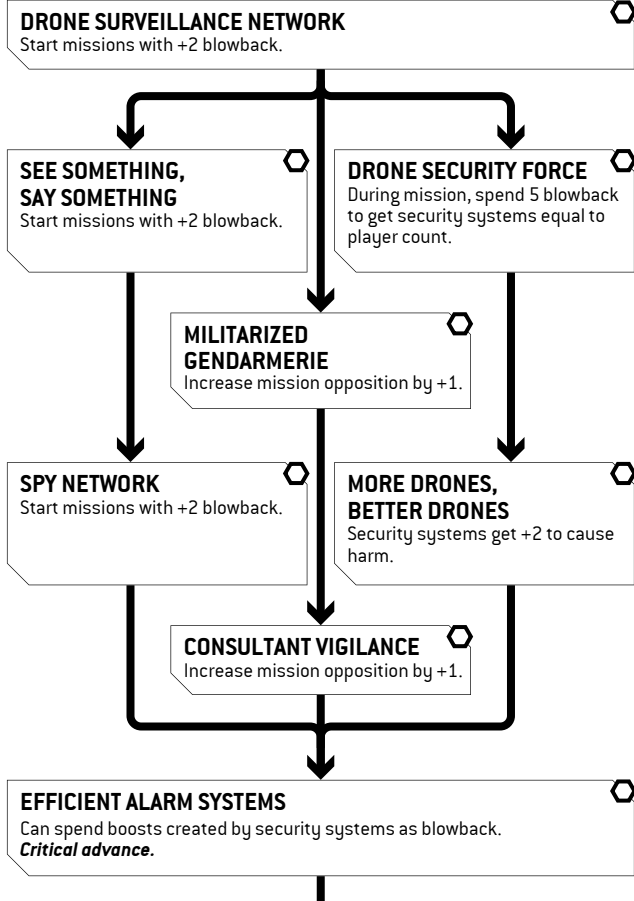 DRONE SURVEILLANCE NETWORK
Start missions with +2 blowback.
SEE SOMETHING,
SAY SOMETHING
Start missions with +2 blowback.
DRONE SECURITY FORCE
During mission, spend 5 blowback
to get security systems equal to
player count.
MILITARIZED
GENDARMERIE
Increase mission opposition by +1.
SPY NETWORK
Start missions with +2 blowback.
MORE DRONES,
BETTER DRONES
Security systems get +2 to cause
harm.
CONSULTANT VIGILANCE
Increase mission opposition by +1.
EFFICIENT ALARM SYSTEMS
Can spend boosts created by security systems as blowback.
Critical advance.